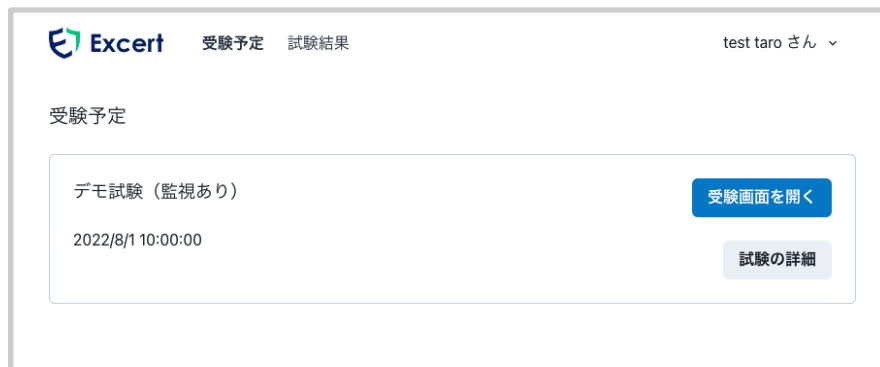 Excert 受験予定 試験結果 test taro さん
受験予定
デモ試験（監視あり）
受験画面を開く
2022/8/1 10:00:00
試験の詳細